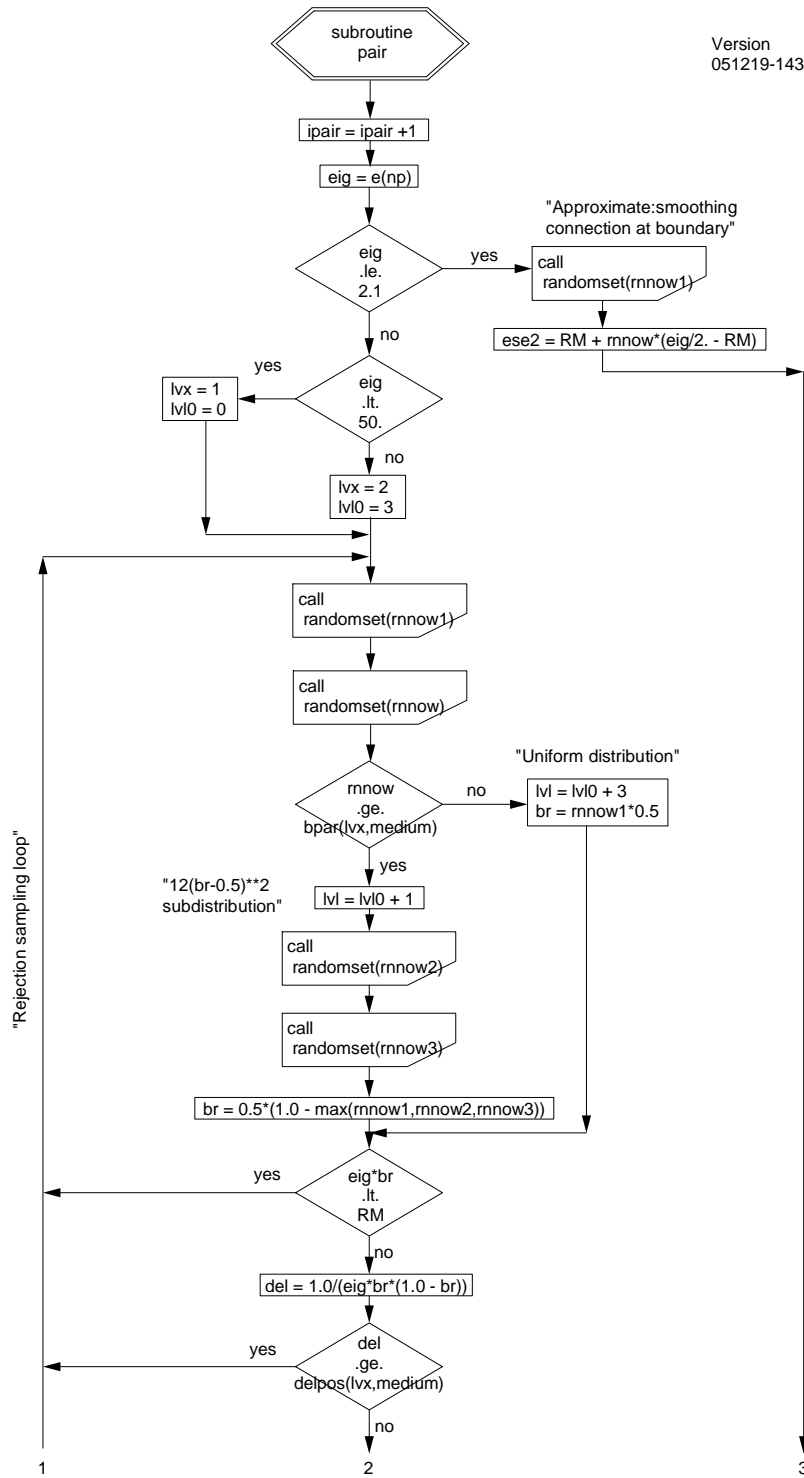 subroutine
pair
Version
051219-143
ipair = ipair +1
eig = e(np)
"Approximate:smoothing
connection at boundary"
eig
.le.
2.1
yes
call
randomset(rnnow1)
no
ese2 = RM + rnnow*(eig/2. - RM)
yes
eig
.lt.
50.
lvx = 1
lvl0 = 0
no
lvx = 2
lvl0 = 3
call
randomset(rnnow1)
call
randomset(rnnow)
"Uniform distribution"
rnnow
.ge.
bpar(lvx,medium)
no
lvl = lvl0 + 3
br = rnnow1*0.5
yes
"12(br-0.5)**2
subdistribution"
lvl = lvl0 + 1
call
randomset(rnnow2)
call
randomset(rnnow3)
"Rejection sampling loop"
br = 0.5*(1.0 - max(rnnow1,rnnow2,rnnow3))
yes
eig*br
.lt.
RM
no
del = 1.0/(eig*br*(1.0 - br))
yes
del
.ge.
delpos(lvx,medium)
no
1
2
3